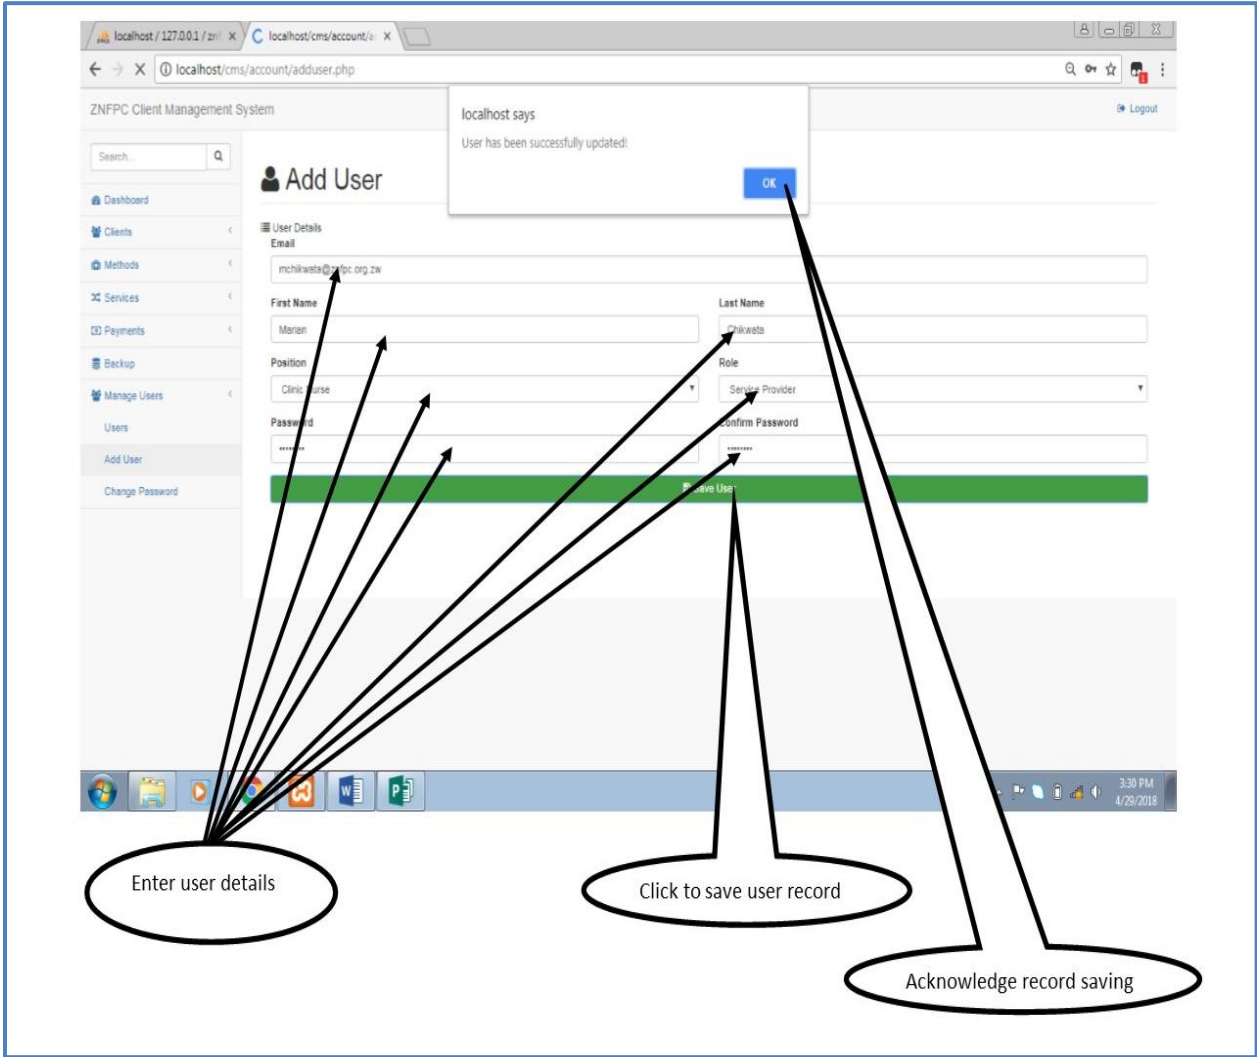 localhost / 127.0.0.1 / znf
localhost/cms/account/a
localhost/cms/account/adduser.php
ZNFPC Client Management System
Logout
localhost says
User has been successfully updated!
OK
Search..
Dashboard
Clients
Methods
Services
Payments
Backup
Manage Users
Users
Add User
Change Password
Add User
User Details
Email
mchikwata@znfpc.org.zw
First Name
Last Name
Marian
Chikwata
Position
Role
Clinic Nurse
Service Provider
Password
Confirm Password
Save User
3:30 PM
4/29/2018
Enter user details
Click to save user record
Acknowledge record saving